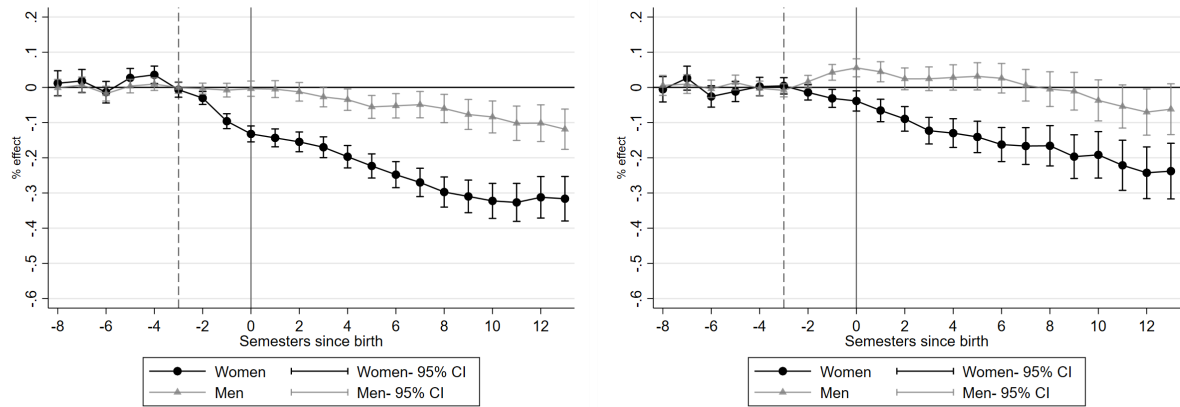 .2
.1
0
-.1
-.2
-.3
-.4
-.5
-.6
% effect
-8 -6 -4 -2 0 2 4 6 8 10 12
Semesters since birth
Women Women- 95% CI
Men Men- 95% CI
.2
.1
0
-.1
-.2
-.3
-.4
-.5
-.6
% effect
-8 -6 -4 -2 0 2 4 6 8 10 12
Semesters since birth
Women Women- 95% CI
Men Men- 95% CI